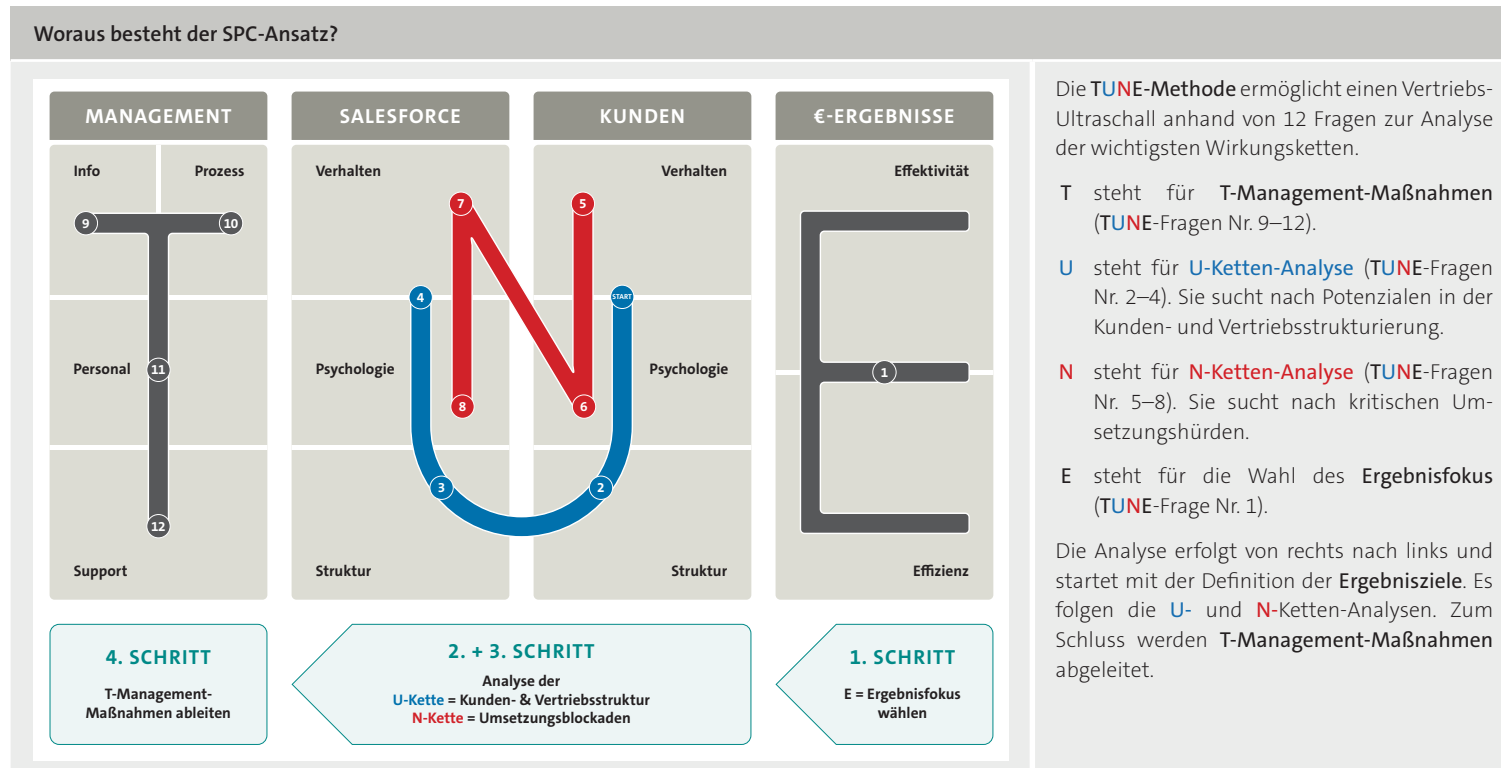 Woraus besteht der SPC-Ansatz?
MANAGEMENT
SALESFORCE
KUNDEN
€-ERGEBNISSE
Info
Prozess
Verhalten
Verhalten
Effektivität
9
10
7
5
4
START
Personal
11
Psychologie
Psychologie
1
8
6
3
2
12
Support
Struktur
Struktur
Effizienz
4. SCHRITT
T-Management-
Maßnahmen ableiten
2. + 3. SCHRITT
Analyse der
U-Kette = Kunden- & Vertriebsstruktur
N-Kette = Umsetzungsblockaden
1. SCHRITT
E = Ergebnisfokus
wählen
Die TUNE-Methode ermöglicht einen Vertriebs-
Ultraschall anhand von 12 Fragen zur Analyse
der wichtigsten Wirkungsketten.
T steht für T-Management-Maßnahmen
(TUNE-Fragen Nr. 9–12).
U steht für U-Ketten-Analyse (TUNE-Fragen
Nr. 2–4). Sie sucht nach Potenzialen in der
Kunden- und Vertriebsstrukturierung.
N steht für N-Ketten-Analyse (TUNE-Fragen
Nr. 5–8). Sie sucht nach kritischen Um-
setzungshürden.
E steht für die Wahl des Ergebnisfokus
(TUNE-Frage Nr. 1).
Die Analyse erfolgt von rechts nach links und
startet mit der Definition der Ergebnisziele. Es
folgen die U- und N-Ketten-Analysen. Zum
Schluss werden T-Management-Maßnahmen
abgeleitet.